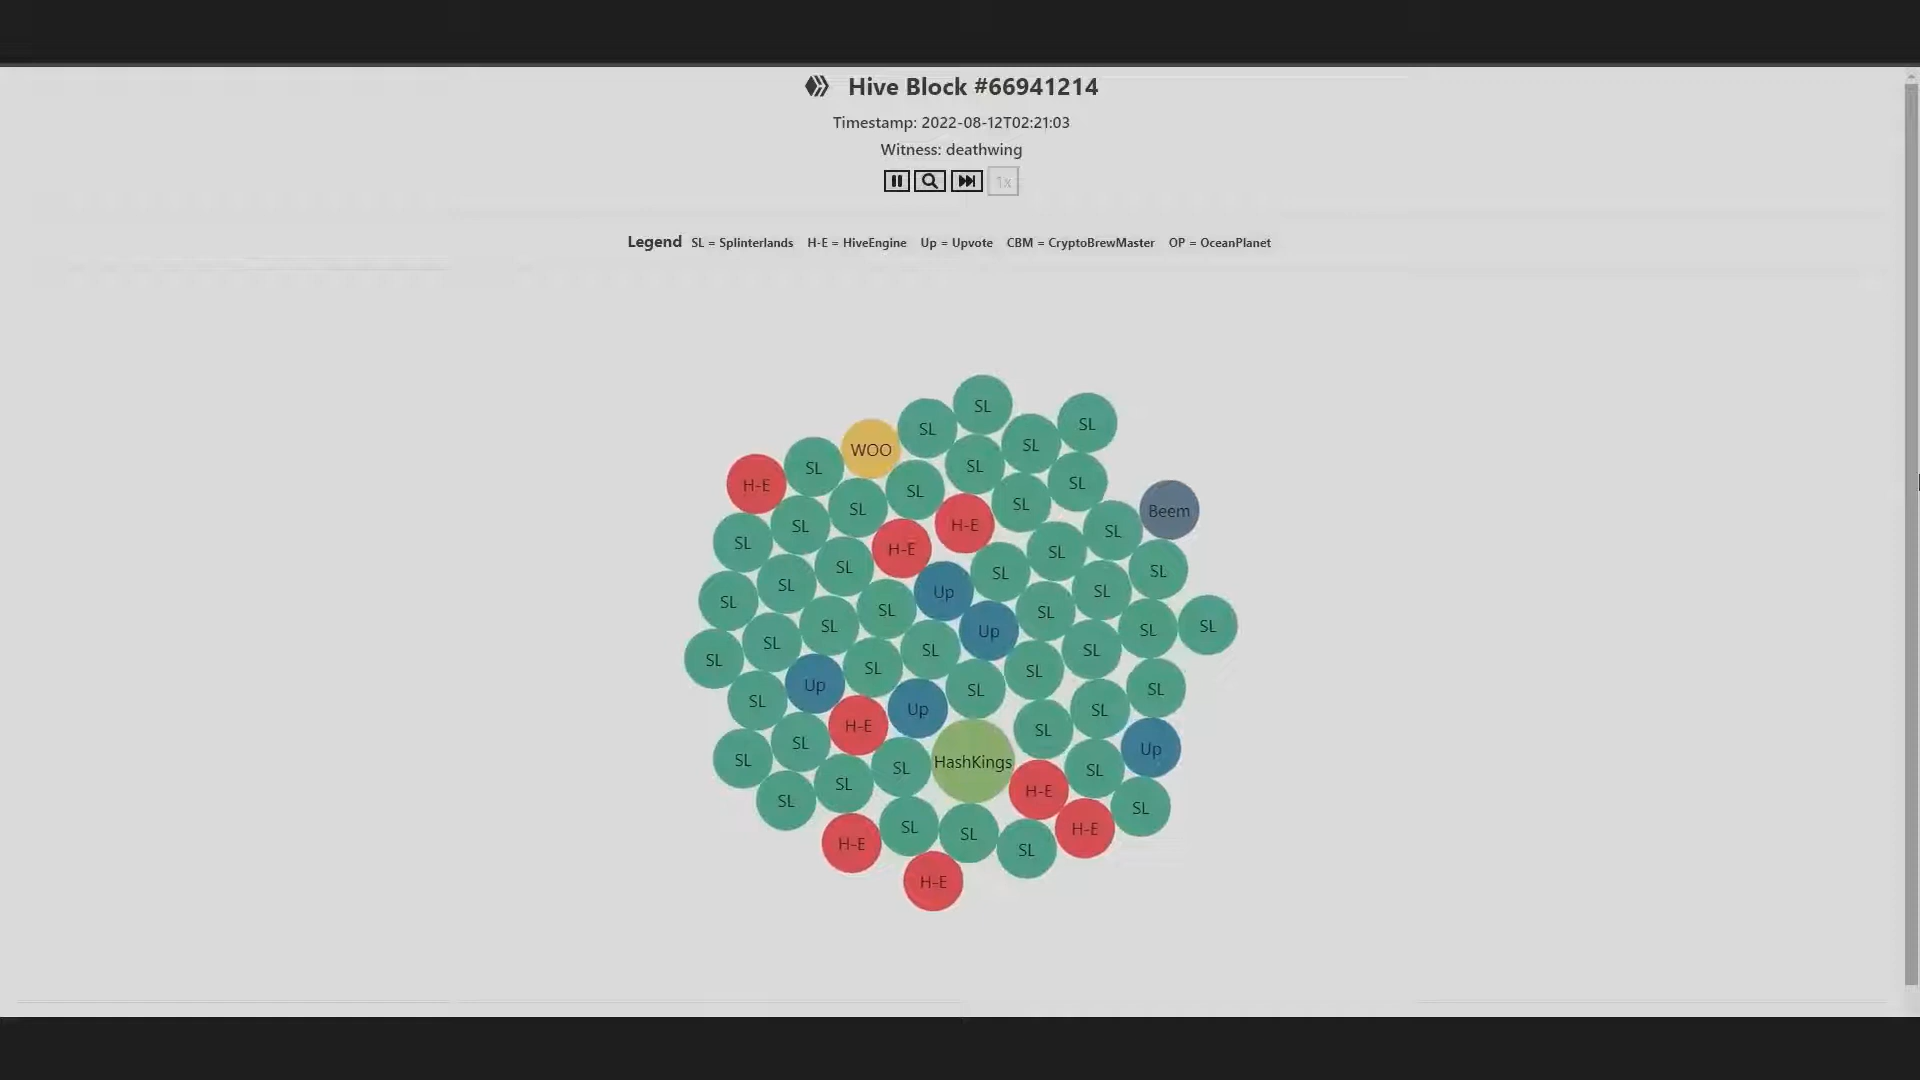 Hive Block #66941214
Timestamp: 2022-08-12T02:21:03
Witness: deathwing
1x
Legend SL = Splinterlands H-E = HiveEngine Up = Upvote CBM = CryptoBrewMaster OP = OceanPlanet
SL
SL
SL
SL
WOO
SL
SL
SL
SL
H-E
SL
SL
SL
Beem
H-E
SL
SL
SL
H-E
SL
SL
SL
SL
SL
Up
SL
SL
SL
SL
SL
SL
SL
SL
Up
SL
SL
SL
SL
SL
SL
SL
Up
SL
SL
SL
Up
SL
H-E
SL
SL
Up
SL
HashKings
SL
SL
SL
H-E
SL
SL
SL
H-E
SL
H-E
SL
H-E